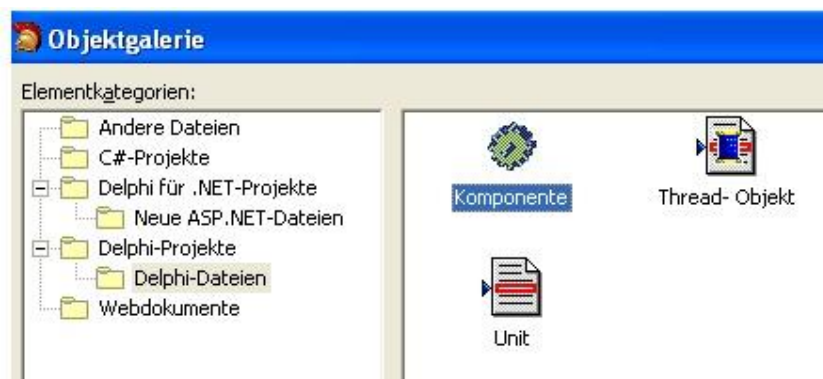 Objektgalerie
Elementkategorien:
Andere Dateien
C#-Projekte
Delphi für .NET-Projekte
Neue ASP.NET-Dateien
Delphi-Projekte
Delphi-Dateien
Webdokumente
Komponente
Thread- Objekt
Unit